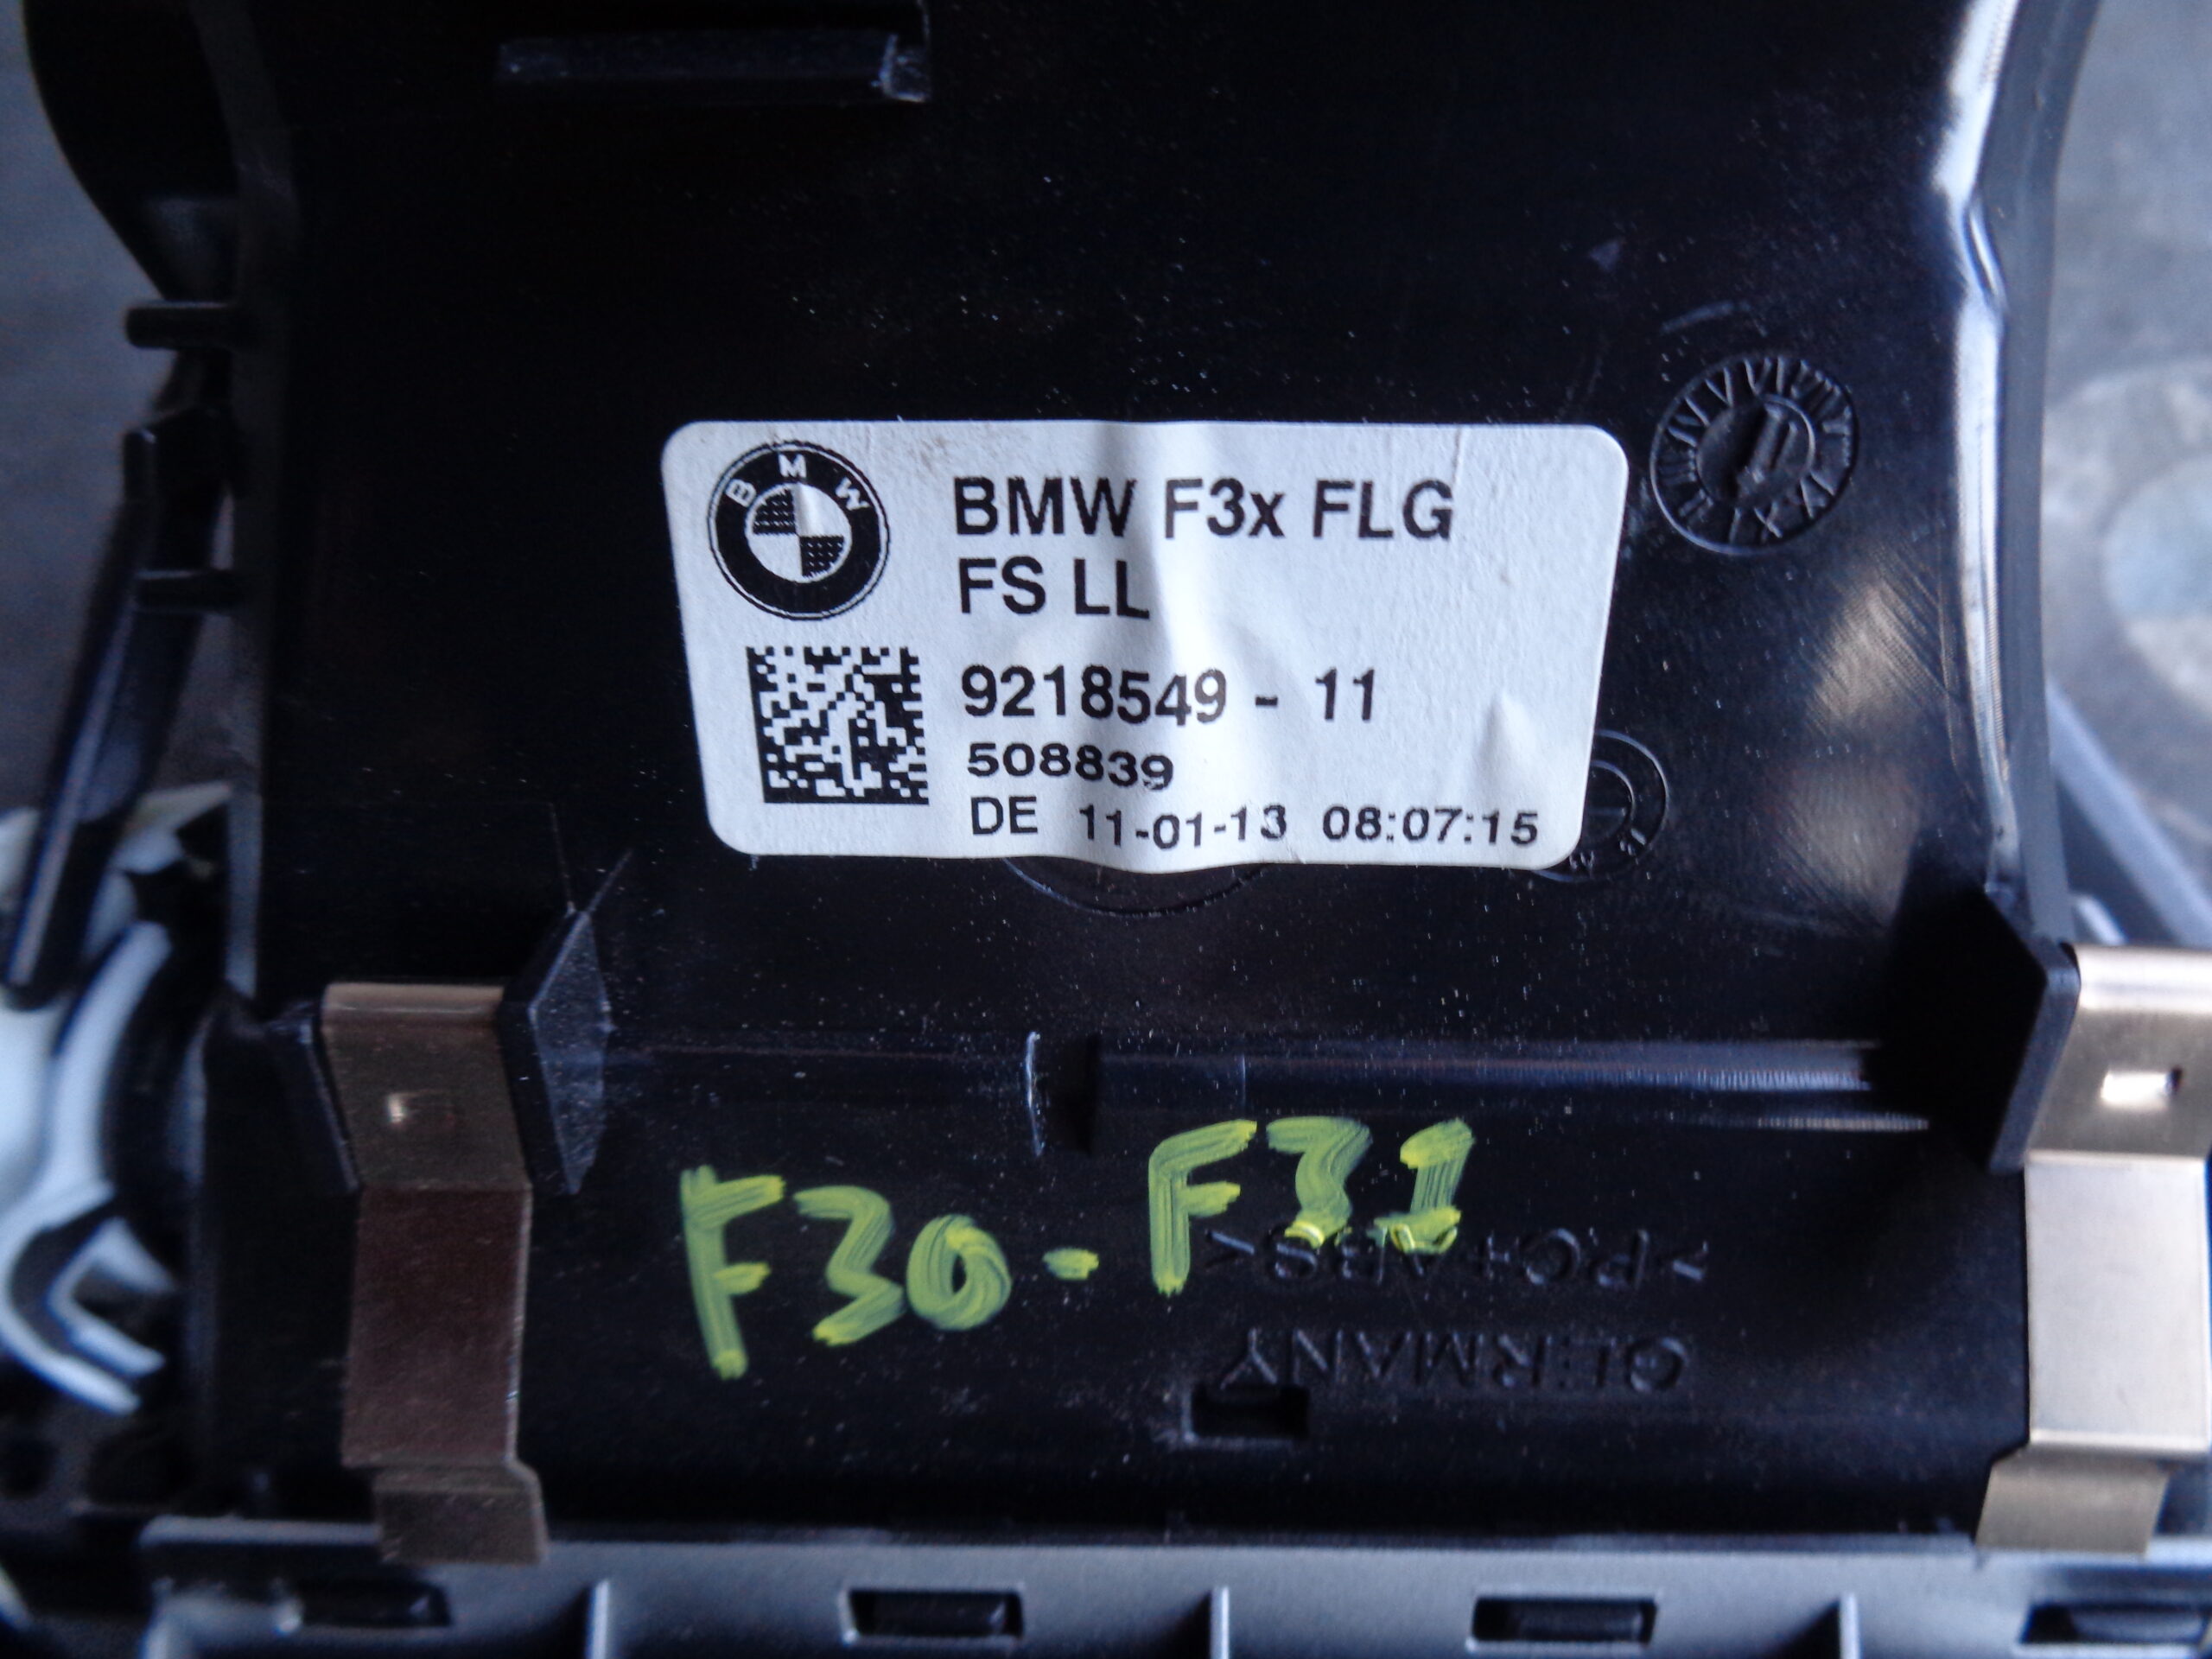 BMW
BMW F3x FLG
FS LL
9218549 - 11
508839
DE 11-01-13 08:07:15
F30 - F31
>PC+ABS<
GERMANY